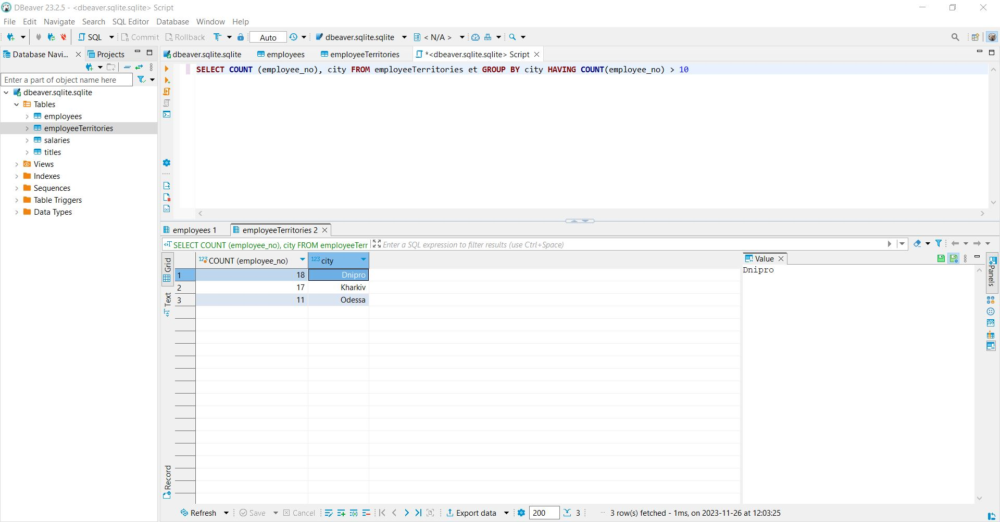 DBeaver 23.2.5 - <dbeaver.sqlite.sqlite> Script
File Edit Navigate Search SQL Editor Database Window Help
SQL Commit Rollback Auto dbeaver.sqlite.sqlite < N/A >
Database Navi... Projects
Enter a part of object name here
dbeaver.sqlite.sqlite
Tables
employees
employeeTerritories
salaries
titles
Views
Indexes
Sequences
Table Triggers
Data Types
dbeaver.sqlite.sqlite employees employeeTerritories *<dbeaver.sqlite.sqlite> Script
SELECT COUNT (employee_no), city FROM employeeTerritories et GROUP BY city HAVING COUNT(employee_no) > 10
employees 1 employeeTerritories 2
SELECT COUNT (employee_no), city FROM employeeTerr Enter a SQL expression to filter results (use Ctrl+Space)
Grid
Text
Record
123 COUNT (employee_no) 123 city
1 18 Dnipro
2 17 Kharkiv
3 11 Odessa
Value
Dnipro
Panels
Refresh Save Cancel Export data 200 3 3 row(s) fetched - 1ms, on 2023-11-26 at 12:03:25